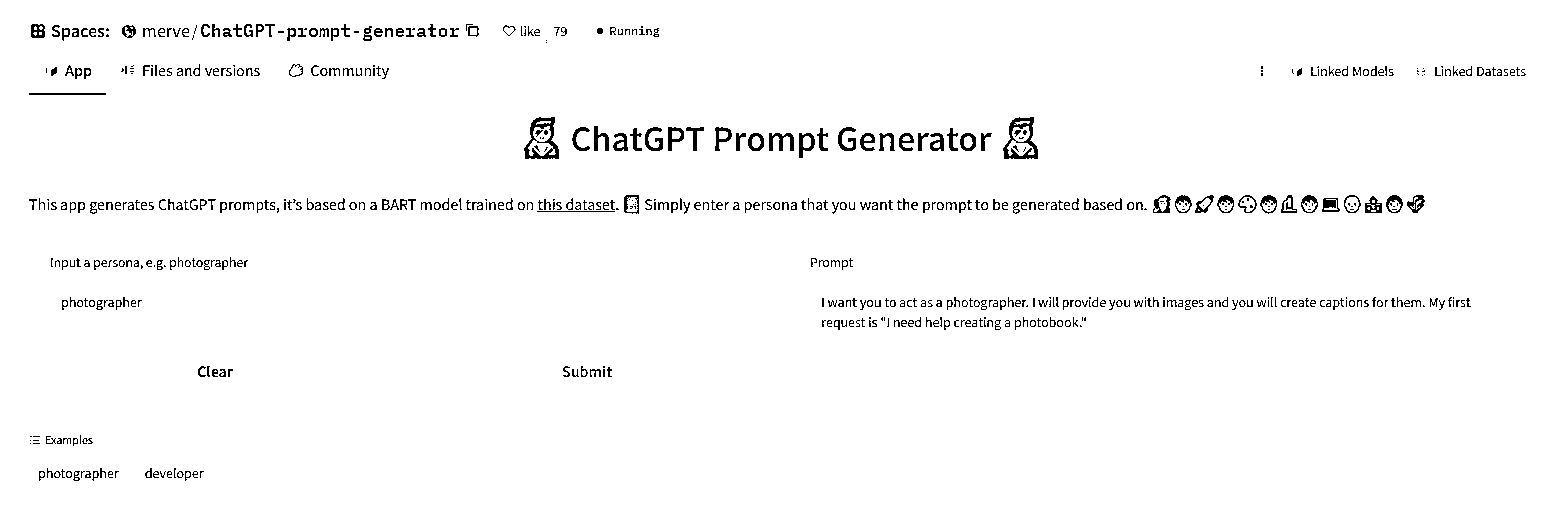 Spaces: merve/ChatGPT-prompt-generator like 79 Running
App Files and versions Community Linked Models Linked Datasets
ChatGPT Prompt Generator
This app generates ChatGPT prompts, it's based on a BART model trained on this dataset. Simply enter a persona that you want the prompt to be generated based on.
Input a persona, e.g. photographer
photographer
Clear Submit
Prompt
I want you to act as a photographer. I will provide you with images and you will create captions for them. My first
request is "I need help creating a photobook."
Examples
photographer developer